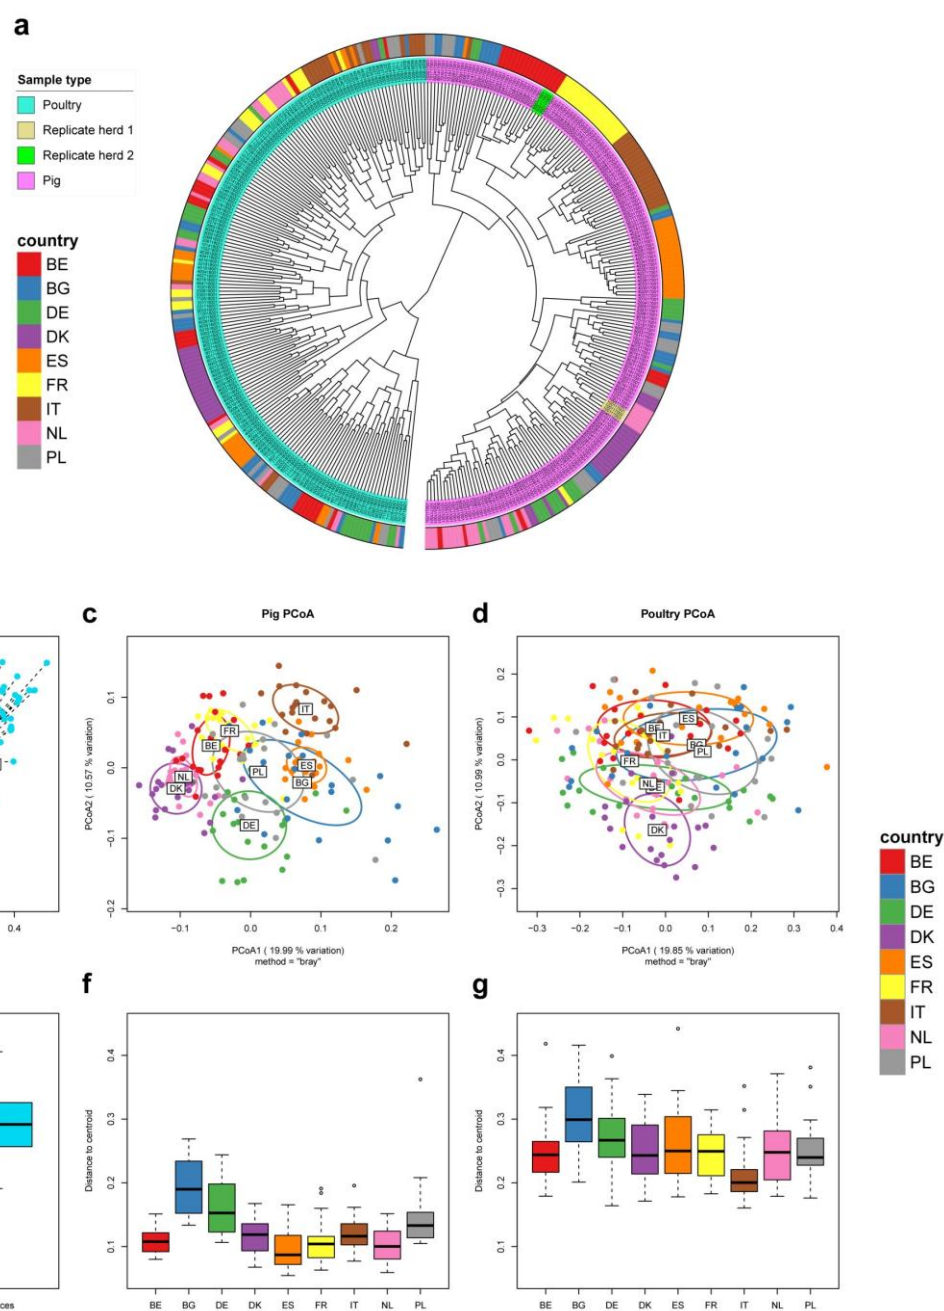 a
Sample type
Poultry
Replicate herd 1
Replicate herd 2
Pig
country
BE
BG
DE
DK
ES
FR
IT
NL
PL
c
Pig PCoA
PCoA2 ( 10.57 % variation)
0.1
0.0
−0.1
−0.2
IT
FR
BE
PL
ES
BG
NL
DK
DE
−0.1
0.0
0.1
0.2
PCoA1 ( 19.99 % variation)
method = "bray"
0.4
d
Poultry PCoA
PCoA2 ( 10.99 % variation)
0.2
0.1
0.0
−0.1
−0.2
−0.3
ES
BE
IT
BG
PL
FR
NL
DE
DK
−0.3
−0.2
−0.1
0.0
0.1
0.2
0.3
0.4
PCoA1 ( 19.85 % variation)
method = "bray"
country
BE
BG
DE
DK
ES
FR
IT
NL
PL
ces
f
Distance to centroid
0.4
0.3
0.2
0.1
BE
BG
DE
DK
ES
FR
IT
NL
PL
g
Distance to centroid
0.4
0.3
0.2
0.1
BE
BG
DE
DK
ES
FR
IT
NL
PL